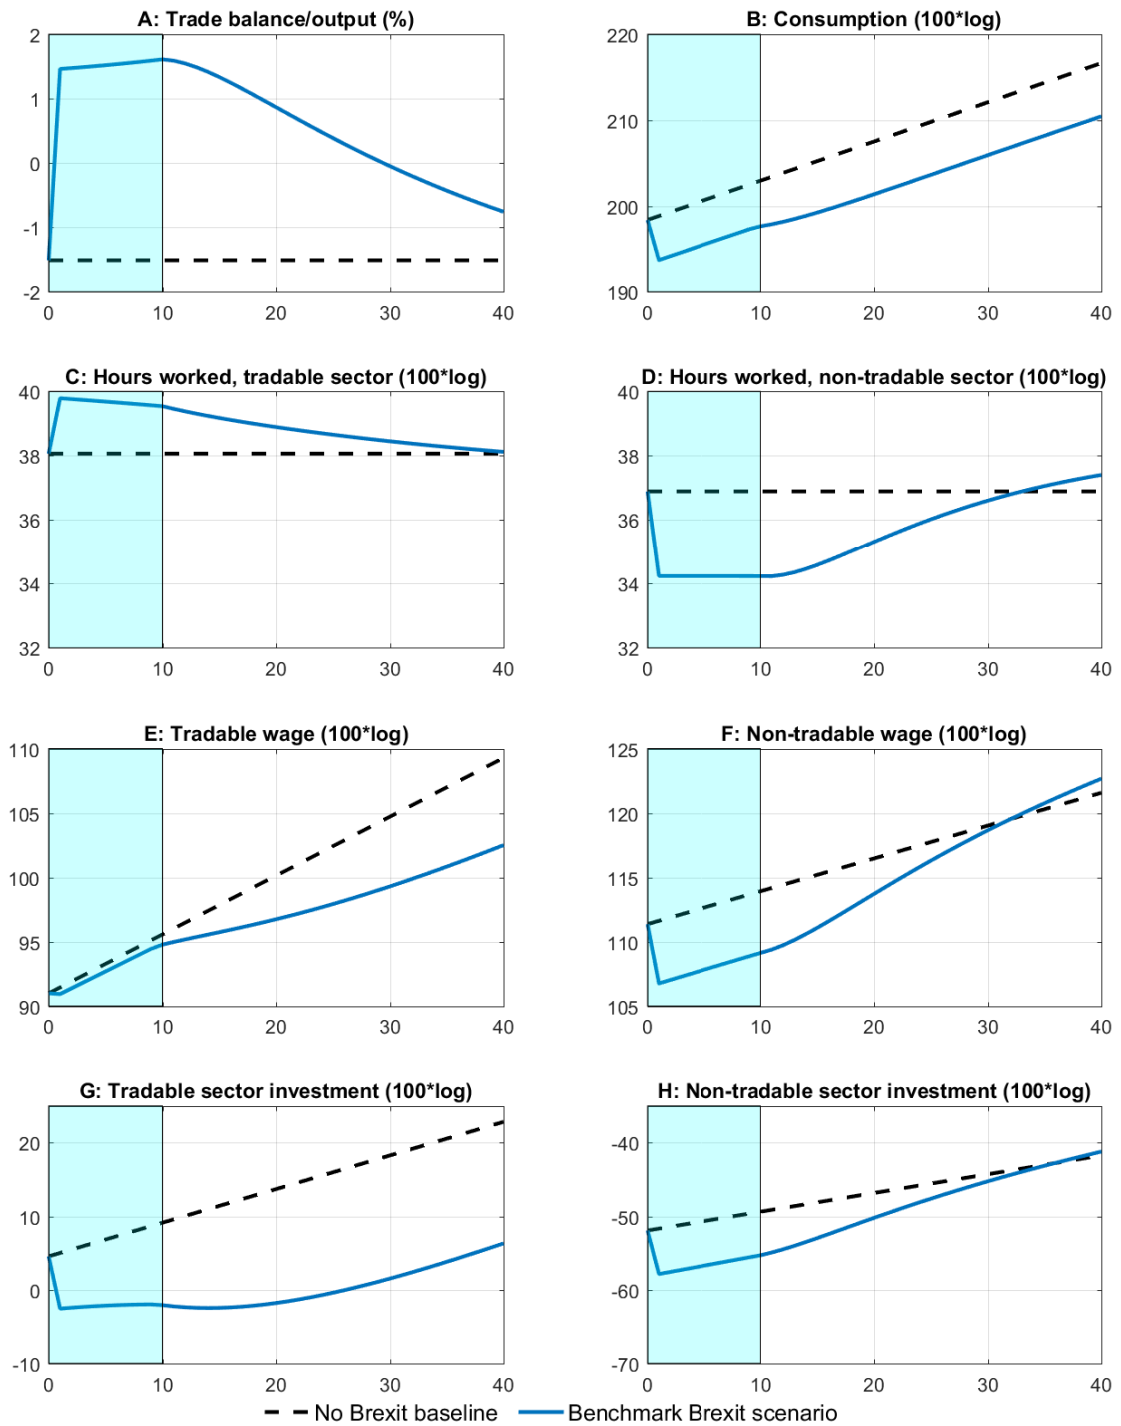 A: Trade balance/output (%)
2
1
0
-1
-2
0 10 20 30 40
B: Consumption (100*log)
220
210
200
190
0 10 20 30 40
C: Hours worked, tradable sector (100*log)
40
38
36
34
32
0 10 20 30 40
D: Hours worked, non-tradable sector (100*log)
40
38
36
34
32
0 10 20 30 40
E: Tradable wage (100*log)
110
105
100
95
90
0 10 20 30 40
F: Non-tradable wage (100*log)
125
120
115
110
105
0 10 20 30 40
G: Tradable sector investment (100*log)
20
10
0
-10
0 10 20 30 40
H: Non-tradable sector investment (100*log)
-40
-50
-60
-70
0 10 20 30 40
No Brexit baseline Benchmark Brexit scenario